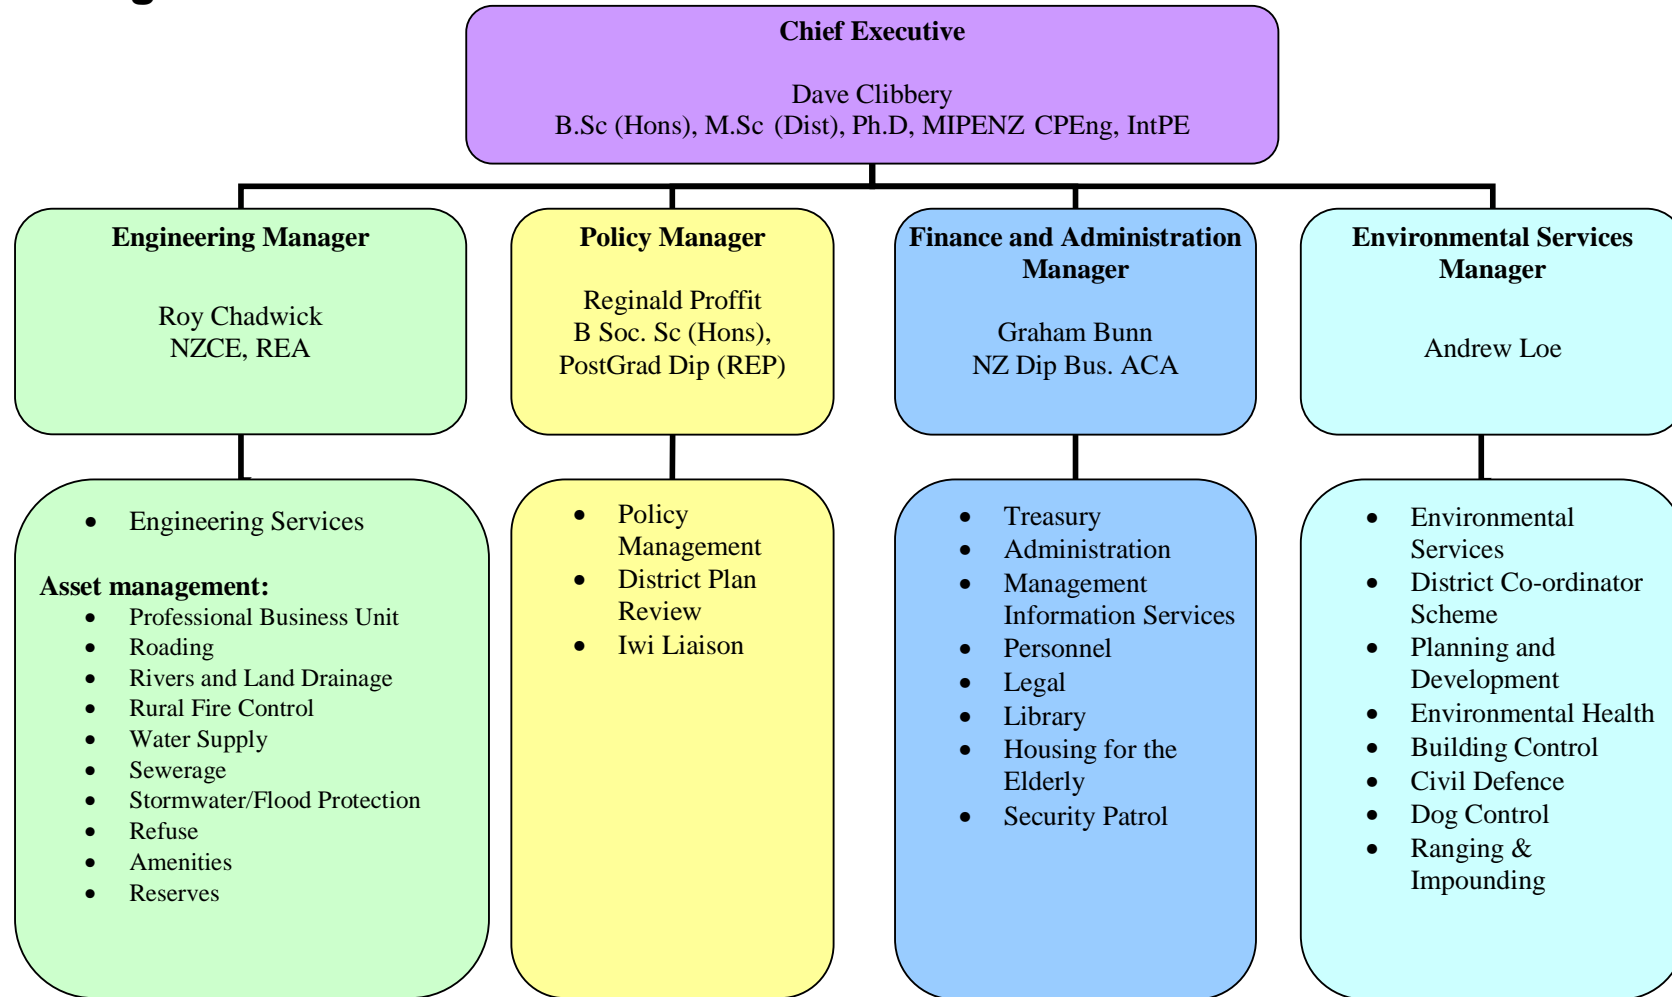 Chief Executive
Dave Clibbery
B.Sc (Hons), M.Sc (Dist), Ph.D, MIPENZ CPEng, IntPE
Engineering Manager
Roy Chadwick
NZCE, REA
Policy Manager
Reginald Proffit
B Soc. Sc (Hons),
PostGrad Dip (REP)
Finance and Administration
Manager
Graham Bunn
NZ Dip Bus. ACA
Environmental Services
Manager
Andrew Loe
• Engineering Services
Asset management:
• Professional Business Unit
• Roading
• Rivers and Land Drainage
• Rural Fire Control
• Water Supply
• Sewerage
• Stormwater/Flood Protection
• Refuse
• Amenities
• Reserves
• Policy
Management
• District Plan
Review
• Iwi Liaison
• Treasury
• Administration
• Management
Information Services
• Personnel
• Legal
• Library
• Housing for the
Elderly
• Security Patrol
• Environmental
Services
• District Co-ordinator
Scheme
• Planning and
Development
• Environmental Health
• Building Control
• Civil Defence
• Dog Control
• Ranging &
Impounding